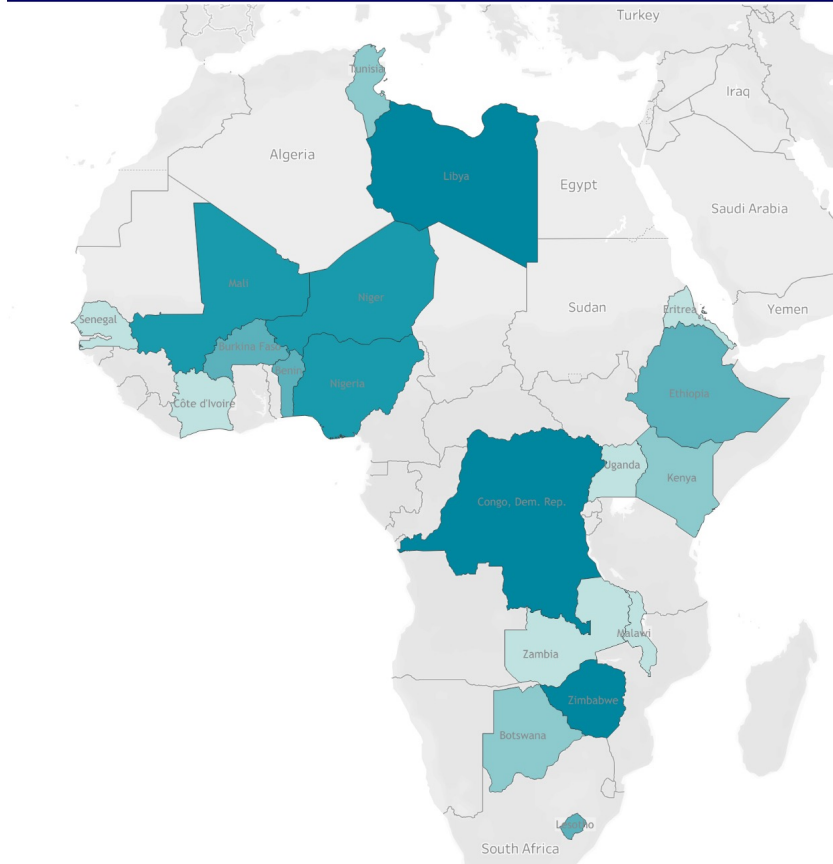 Turkey
Tunisia
Iraq
Algeria
Libya
Egypt
Saudi Arabia
Mali
Niger
Sudan
Yemen
Senegal
Eritrea
Burkina Faso
Benin
Nigeria
Ethiopia
Côte d'Ivoire
Uganda
Kenya
Congo, Dem. Rep.
Malawi
Zambia
Zimbabwe
Botswana
Lesotho
South Africa